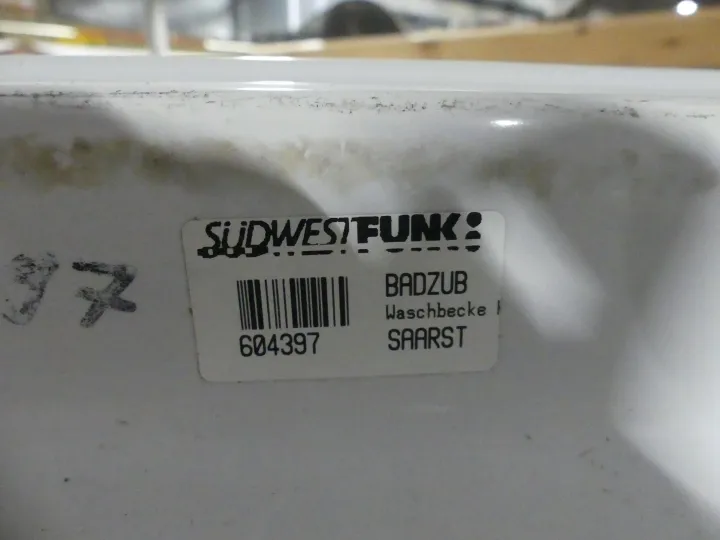 SÜDWESTFUNK
BADZUB
Waschbecke
604397
SAARST
97